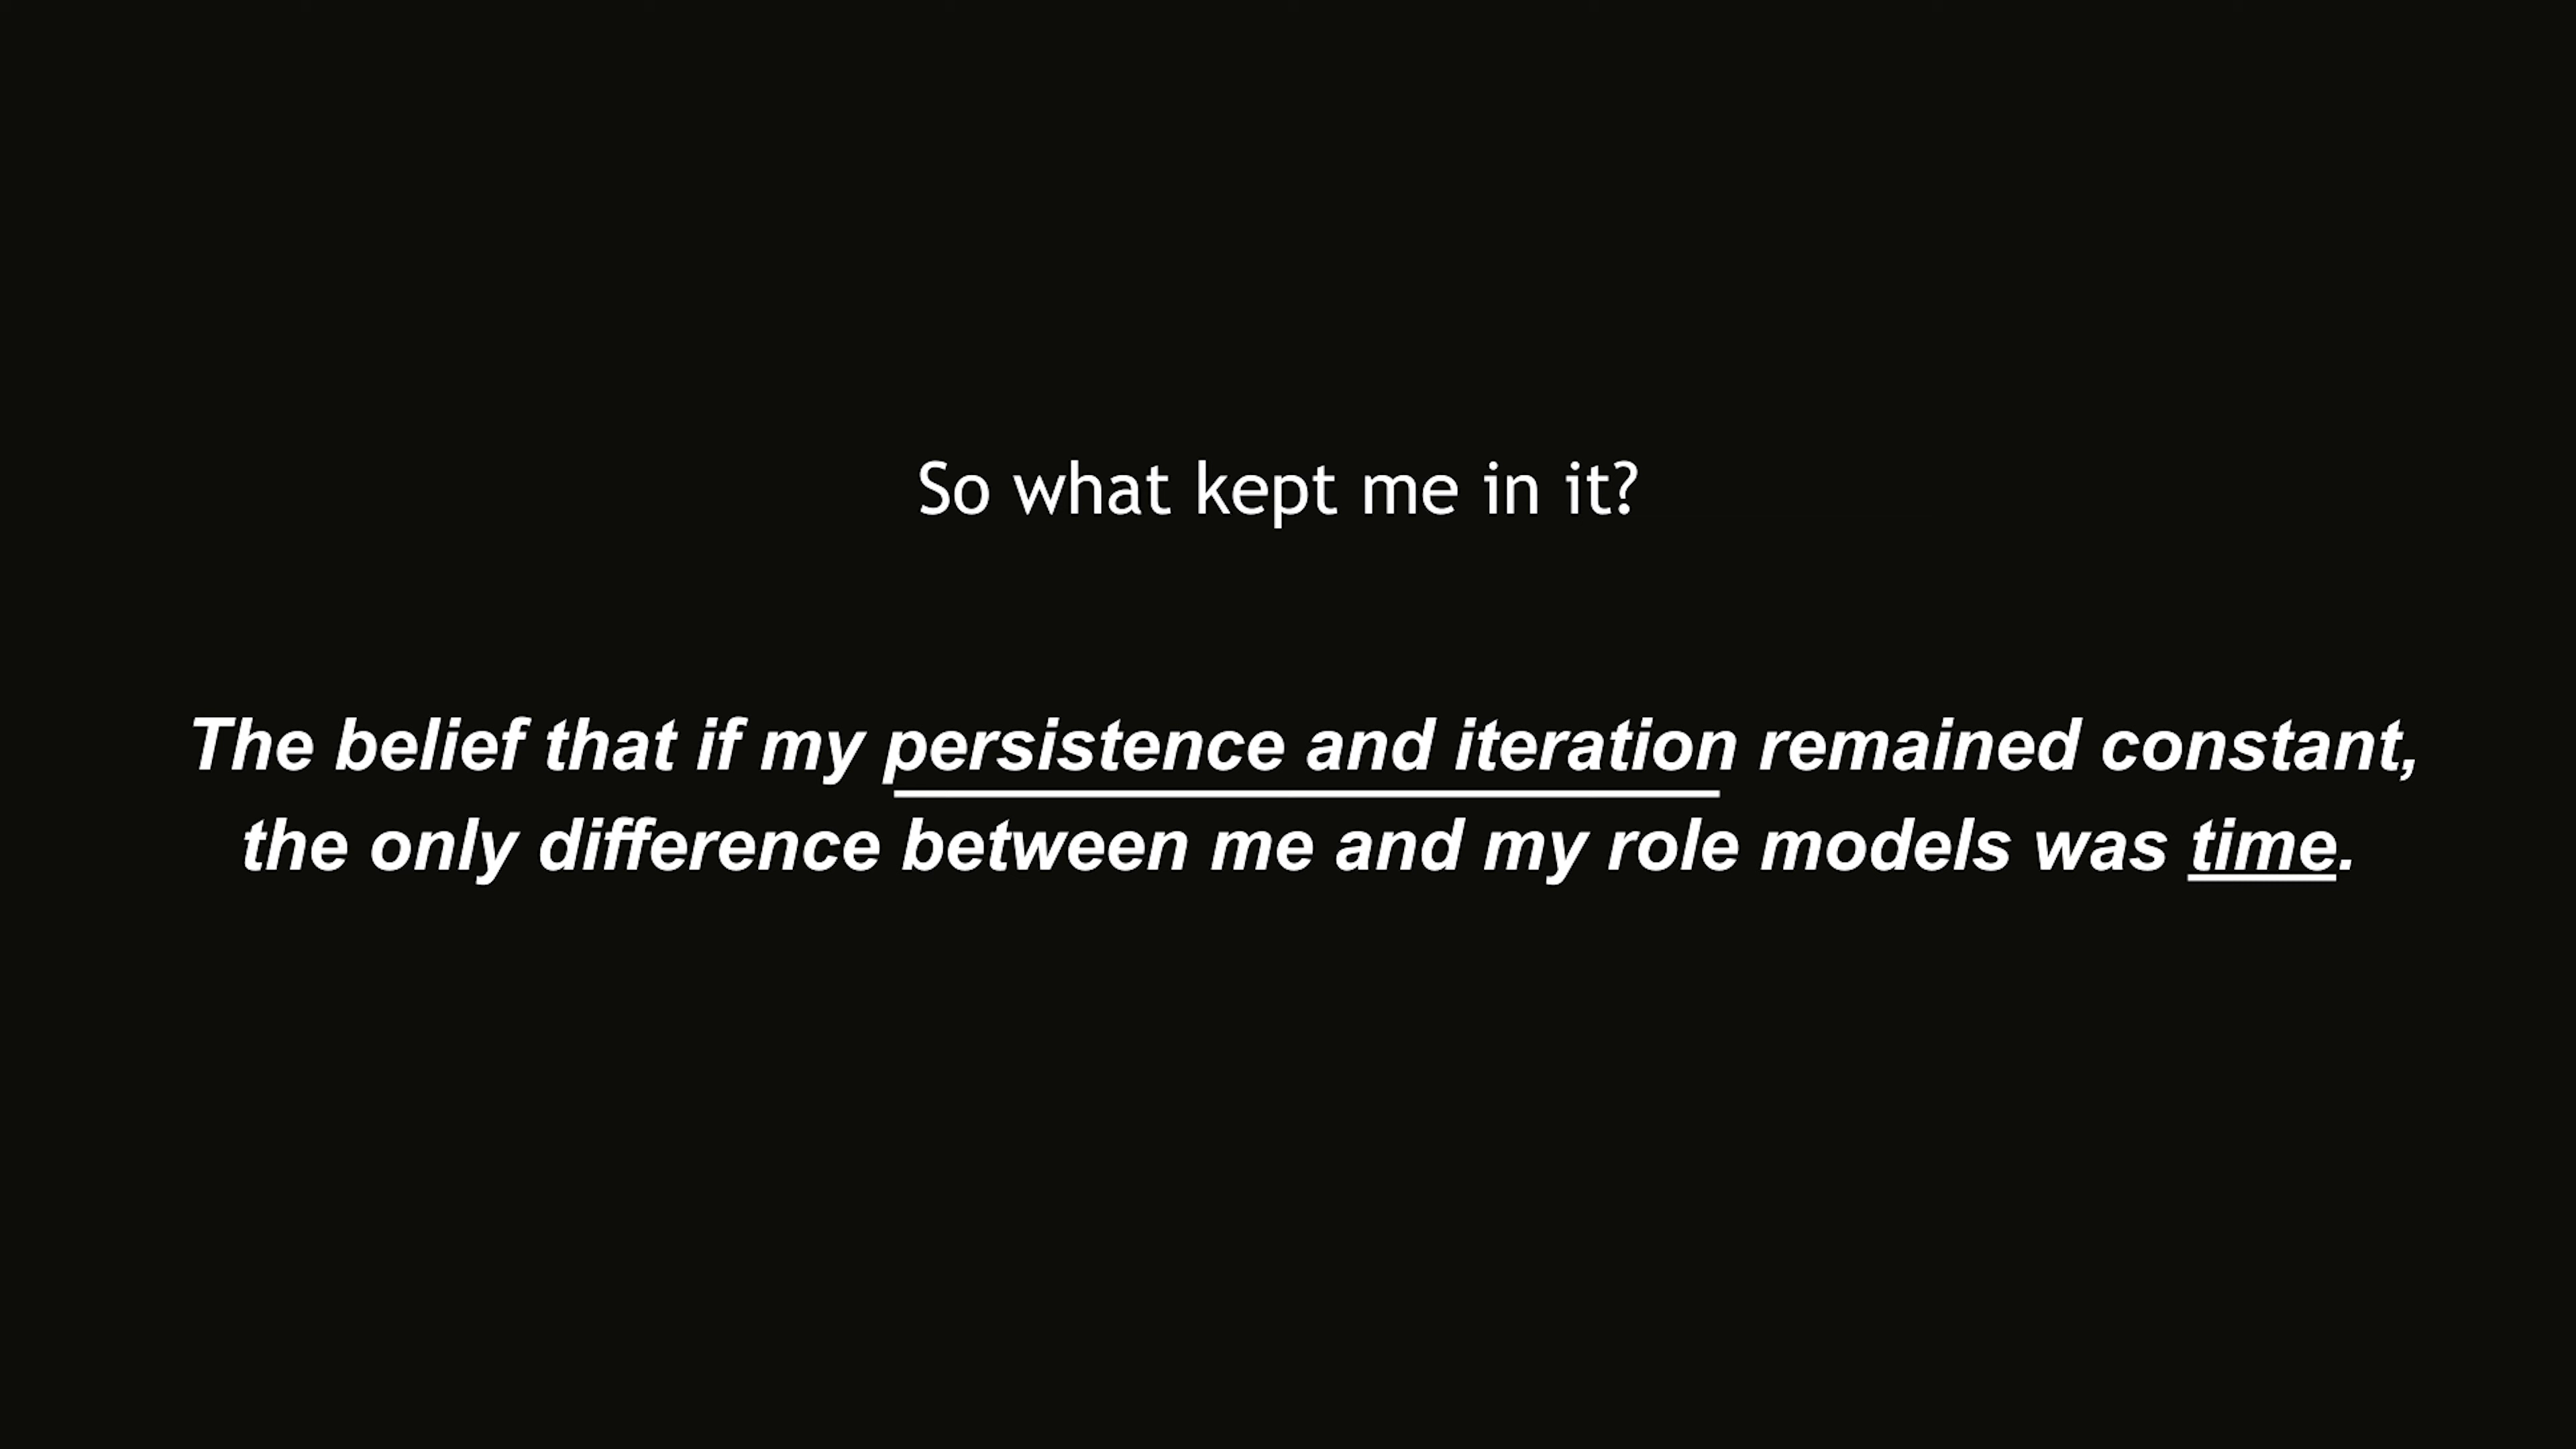 So what kept me in it?
The belief that if my persistence and iteration remained constant,
the only difference between me and my role models was time.